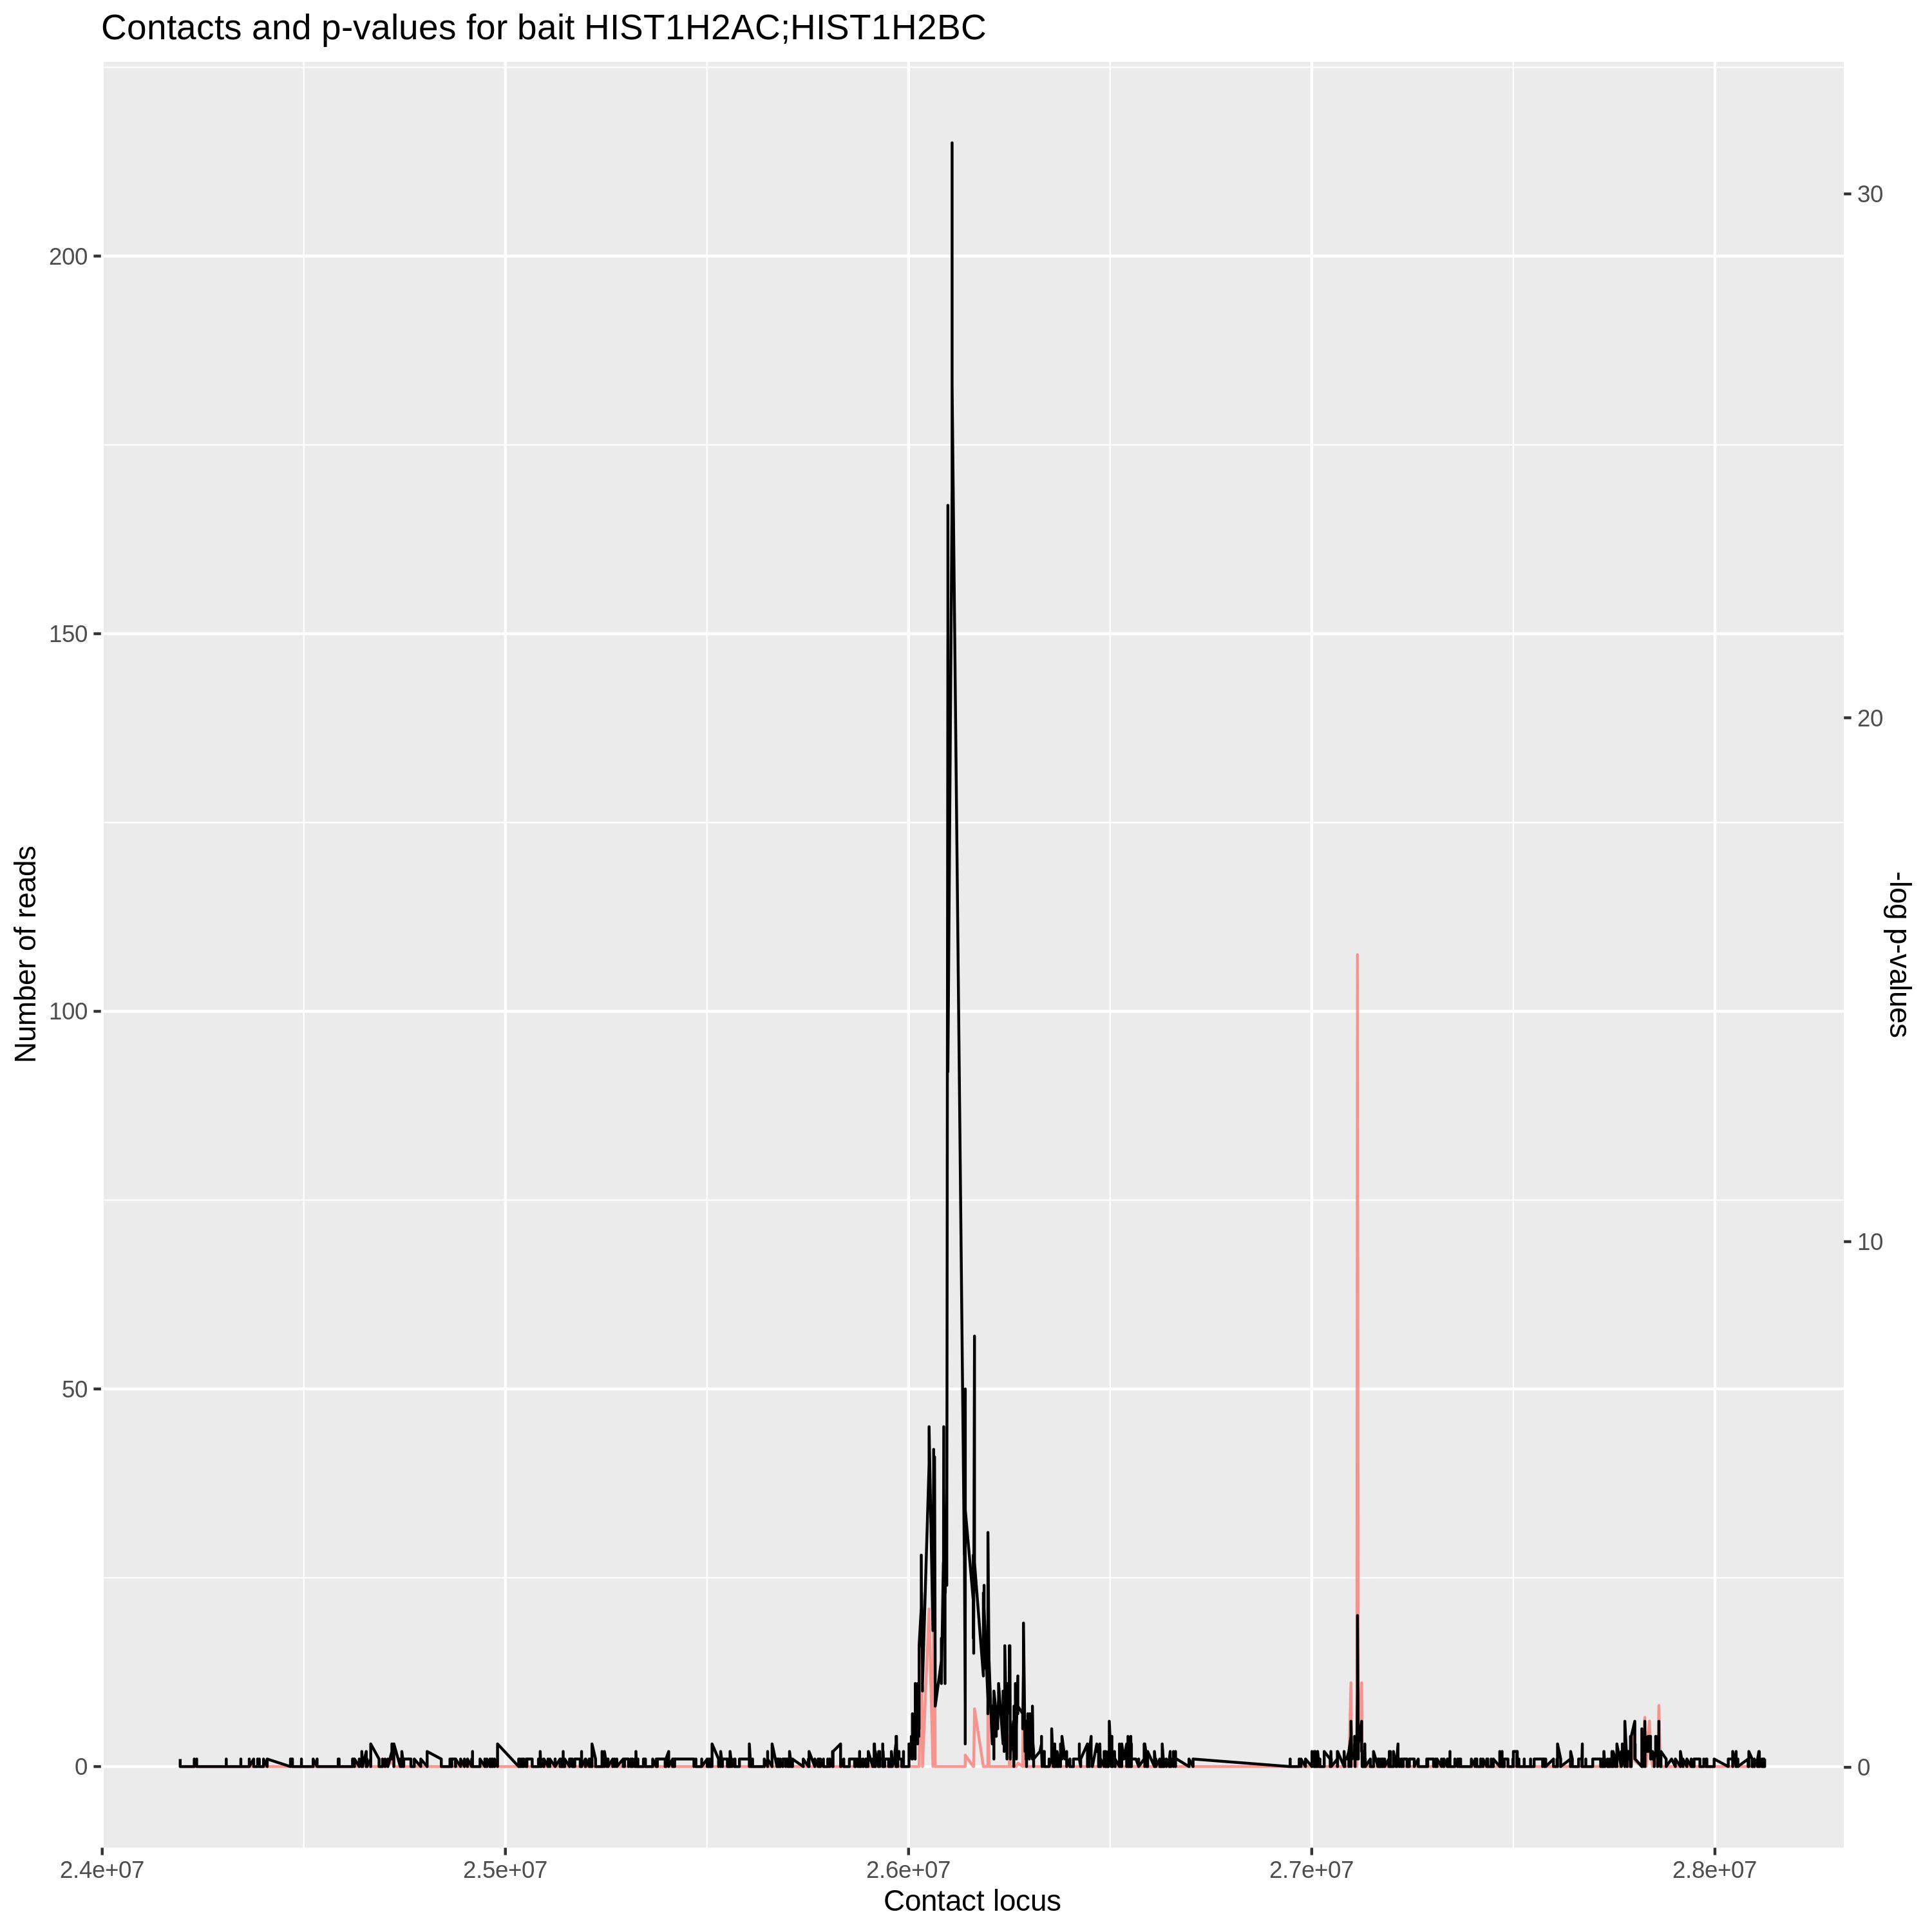 Contacts and p-values for bait HIST1H2AC;HIST1H2BC
200
150
100
50
0
Number of reads
30
20
10
0
-log p-values
2.4e+07
2.5e+07
2.6e+07
2.7e+07
2.8e+07
Contact locus